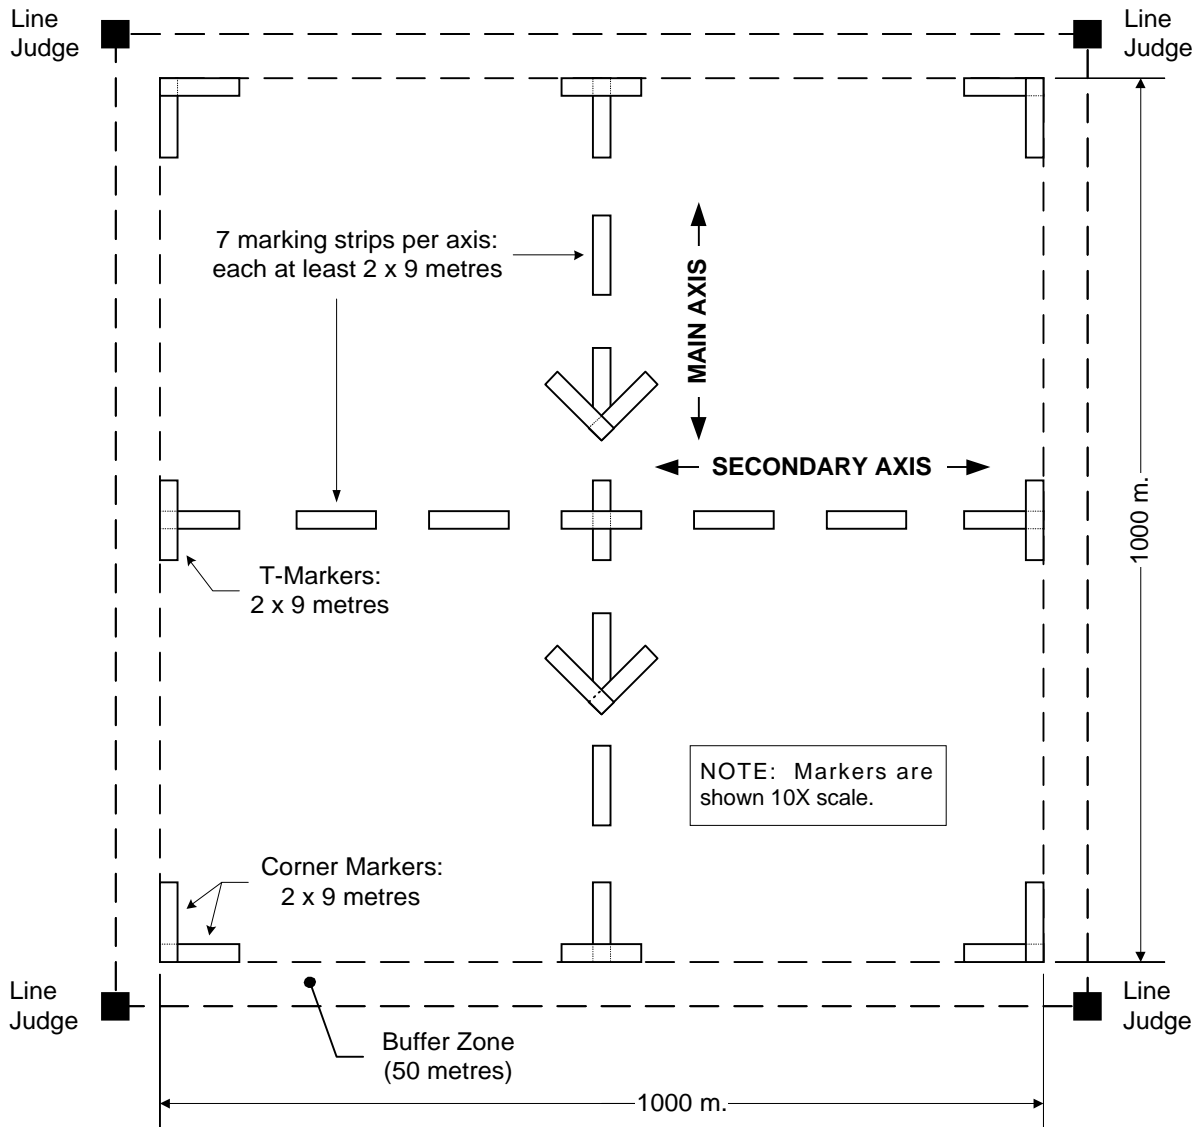 Line
Judge
Line
Judge
7 marking strips per axis:
each at least 2 x 9 metres
MAIN AXIS
SECONDARY AXIS
1000 m.
T-Markers:
2 x 9 metres
NOTE: Markers are
shown 10X scale.
Corner Markers:
2 x 9 metres
Line
Judge
Line
Judge
Buffer Zone
(50 metres)
1000 m.